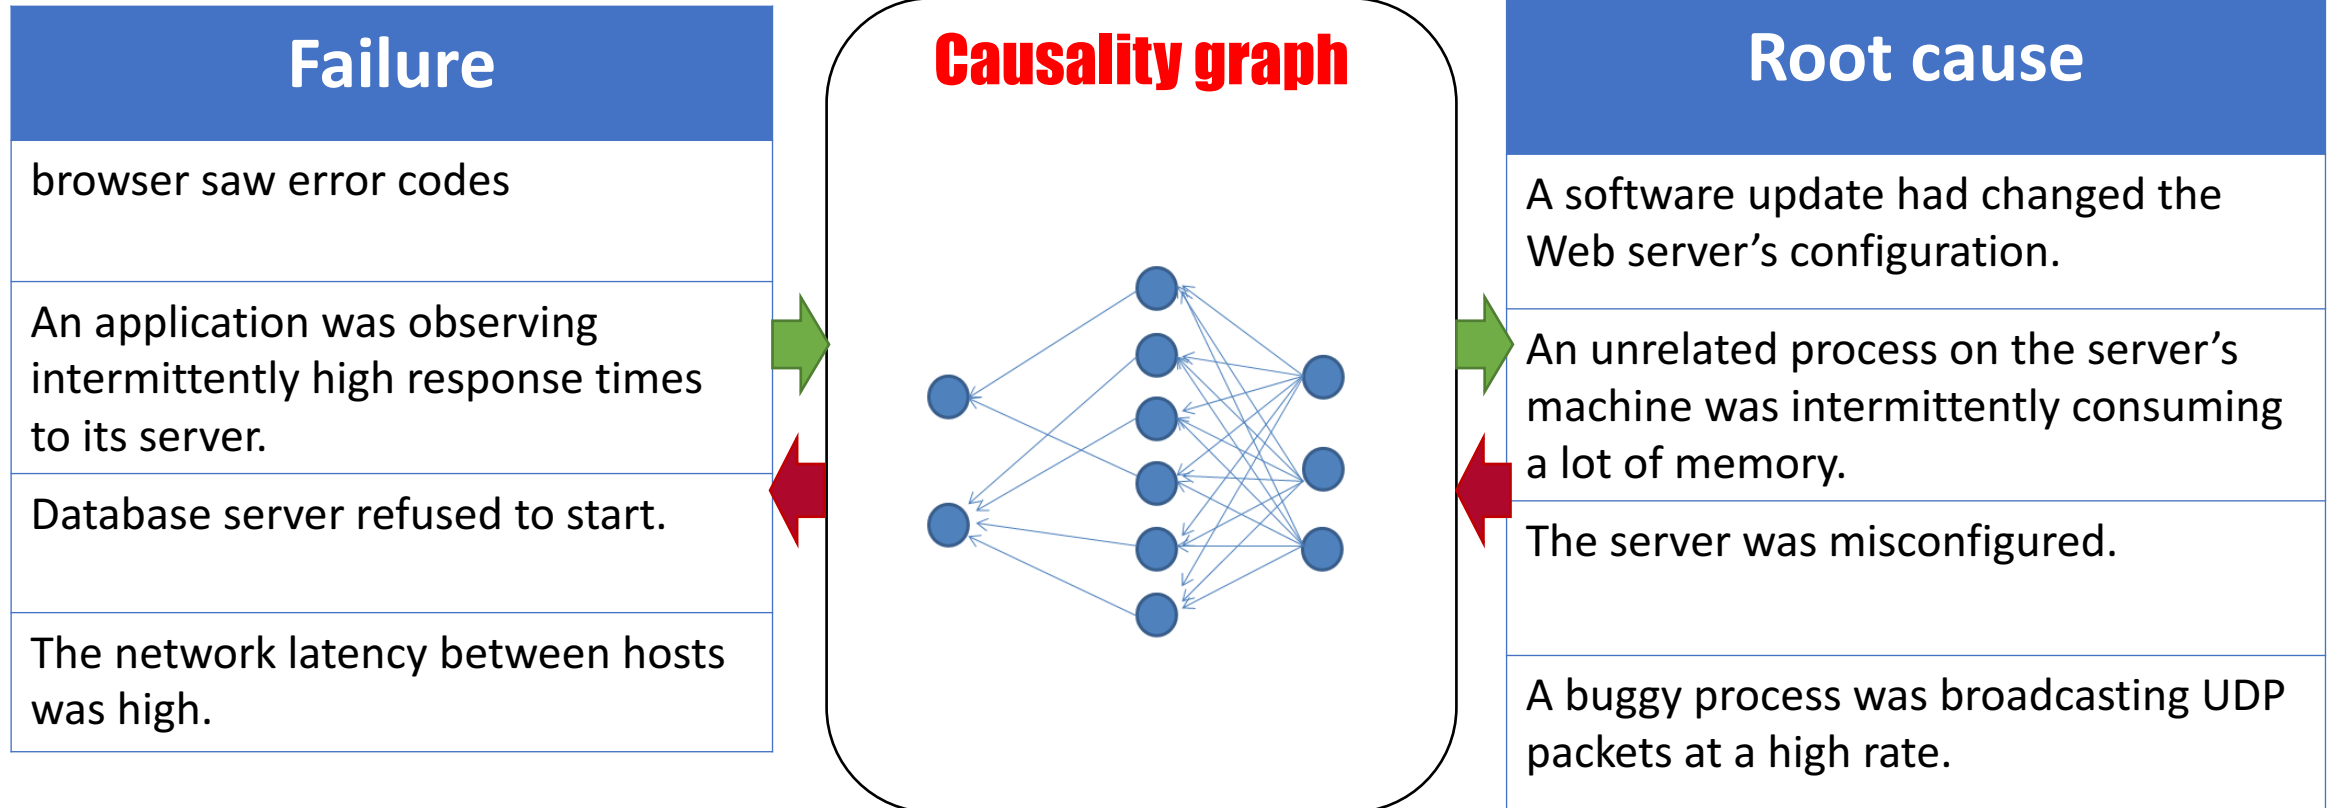 Failure
browser saw error codes
An application was observing
intermittently high response times
to its server.
Database server refused to start.
The network latency between hosts
was high.
Causality graph
Root cause
A software update had changed the
Web server’s configuration.
An unrelated process on the server’s
machine was intermittently consuming
a lot of memory.
The server was misconfigured.
A buggy process was broadcasting UDP
packets at a high rate.